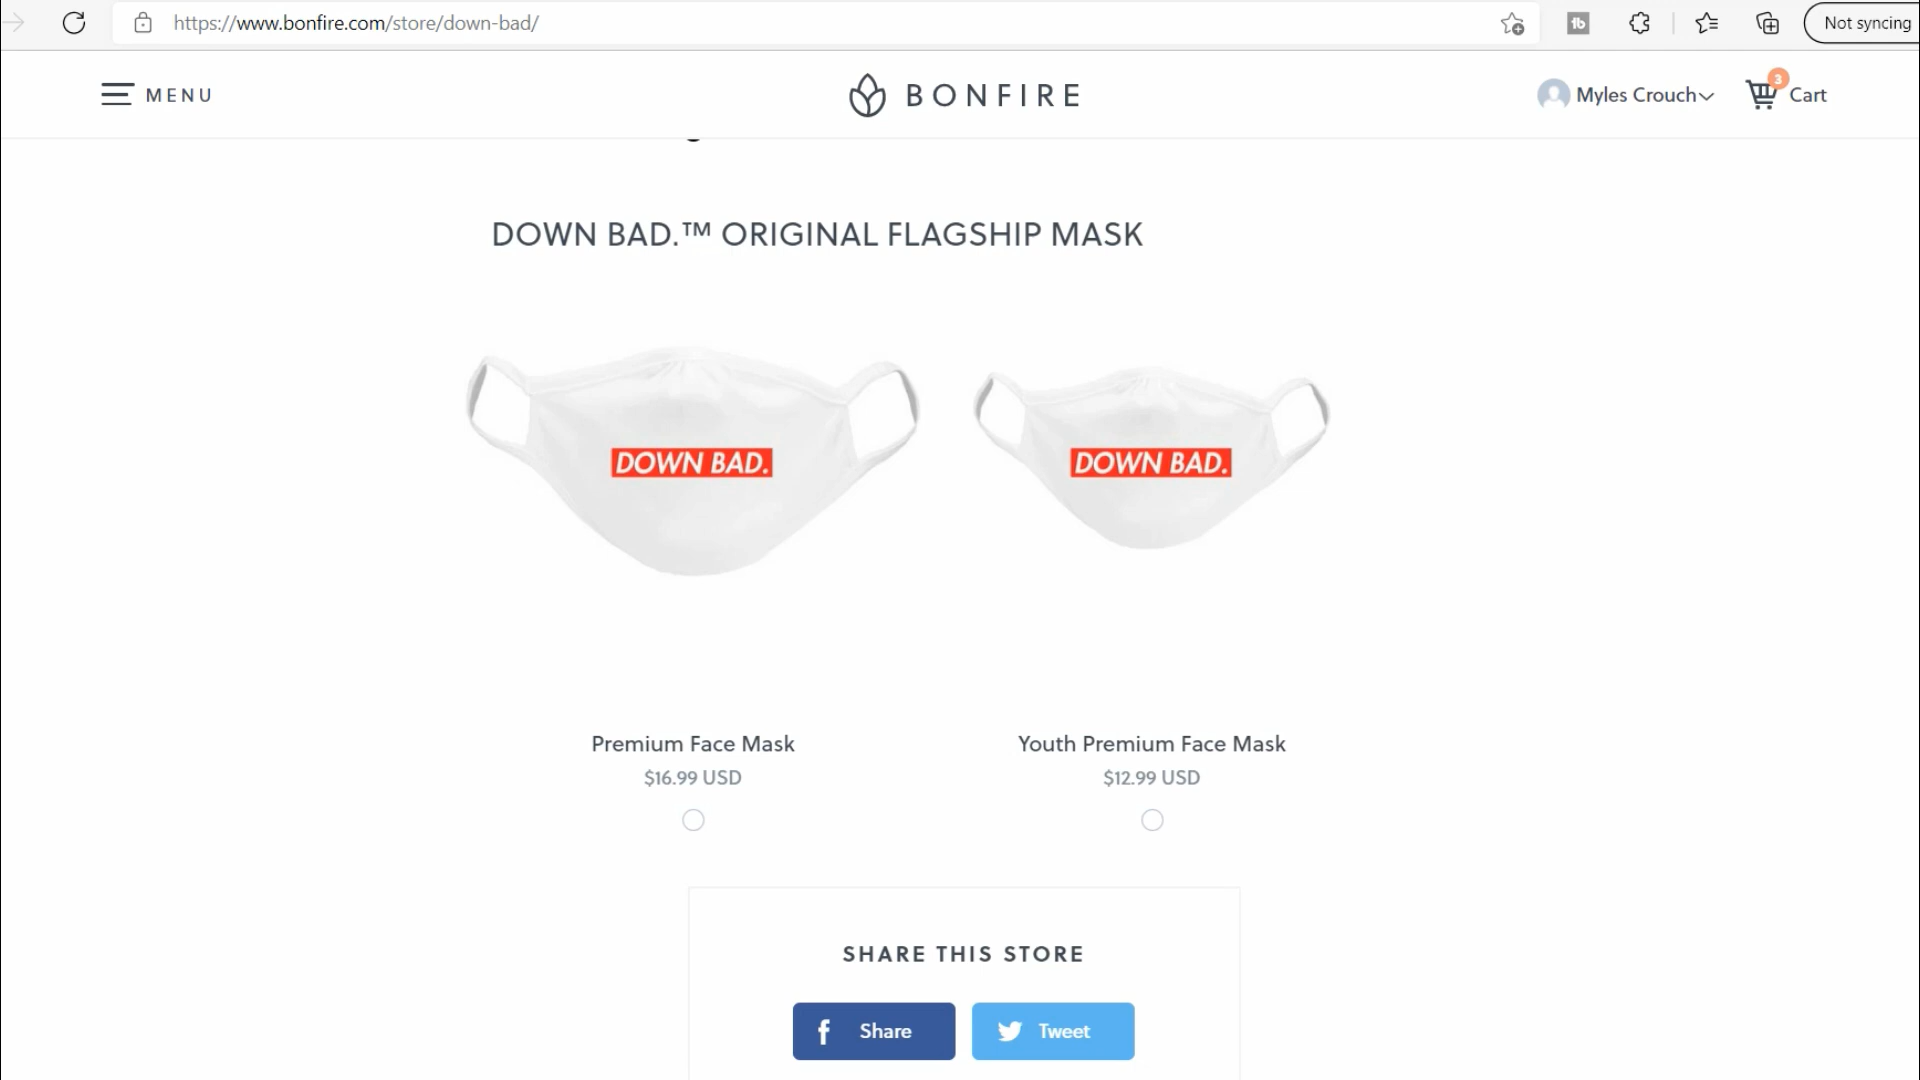 https://www.bonfire.com/store/down-bad/
Not syncing
MENU
BONFIRE
Myles Crouch
3
Cart
DOWN BAD.™ ORIGINAL FLAGSHIP MASK
DOWN BAD.
DOWN BAD.
Premium Face Mask
Youth Premium Face Mask
$16.99 USD
$12.99 USD
SHARE THIS STORE
Share
Tweet